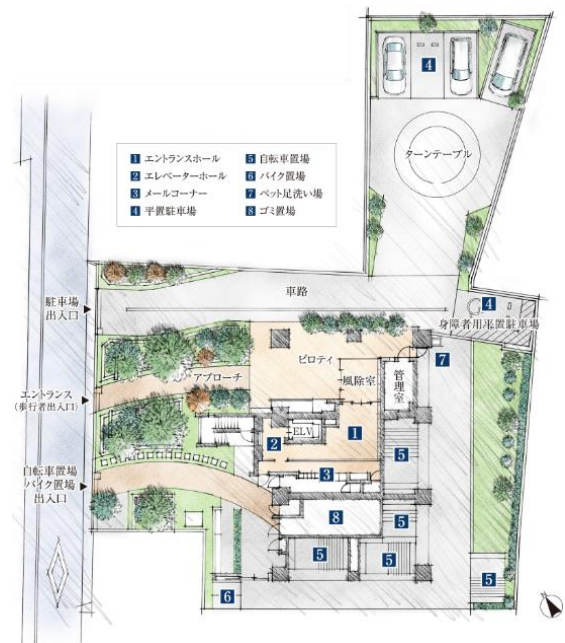 4
ターンテーブル
1 エントランスホール
2 エレベーターホール
3 メールコーナー
4 平置駐車場
5 自転車置場
6 バイク置場
7 ペット足洗い場
8 ゴミ置場
車路
駐車場
出入口
4
身障者用平置駐車場
7
ピロティ
アプローチ
風除室
管理室
エントランス
(歩行者出入口)
ELV
1
2
5
3
自転車置場
バイク置場
出入口
8
5
5
5
5
6